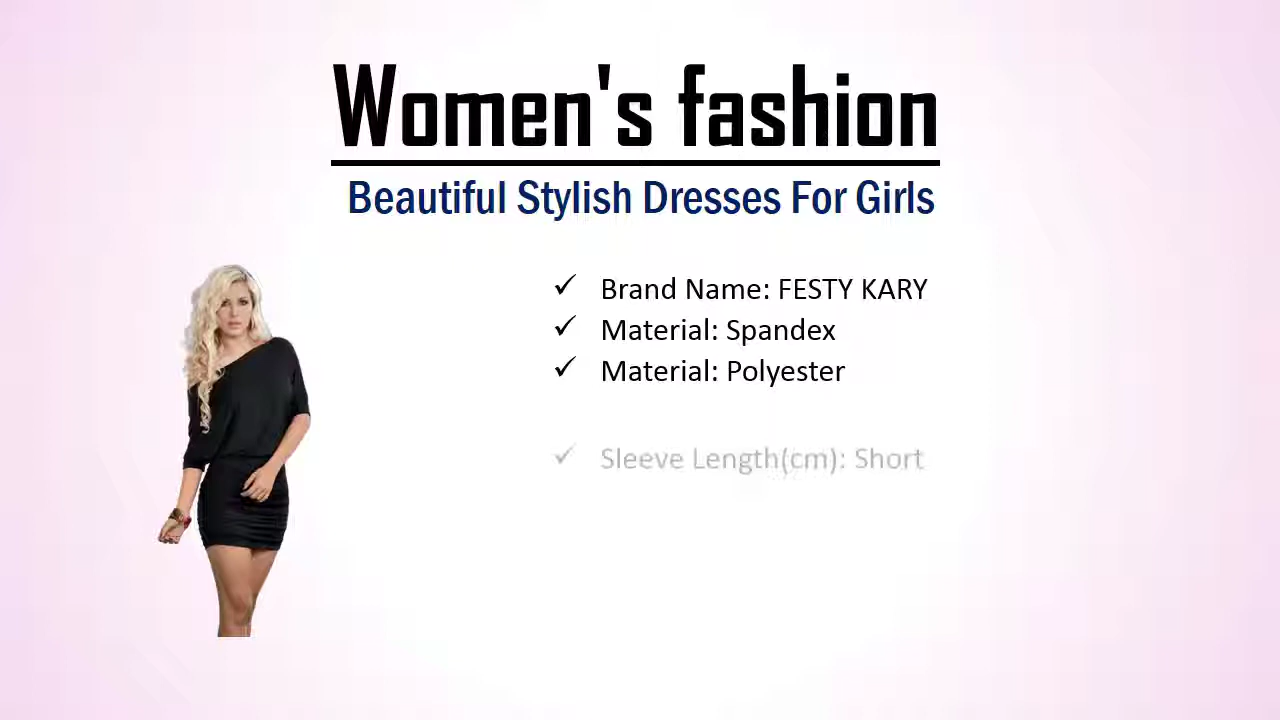 Women's fashion
Beautiful Stylish Dresses For Girls
✓ Brand Name: FESTY KARY
✓ Material: Spandex
✓ Material: Polyester
✓ Sleeve Length(cm): Short